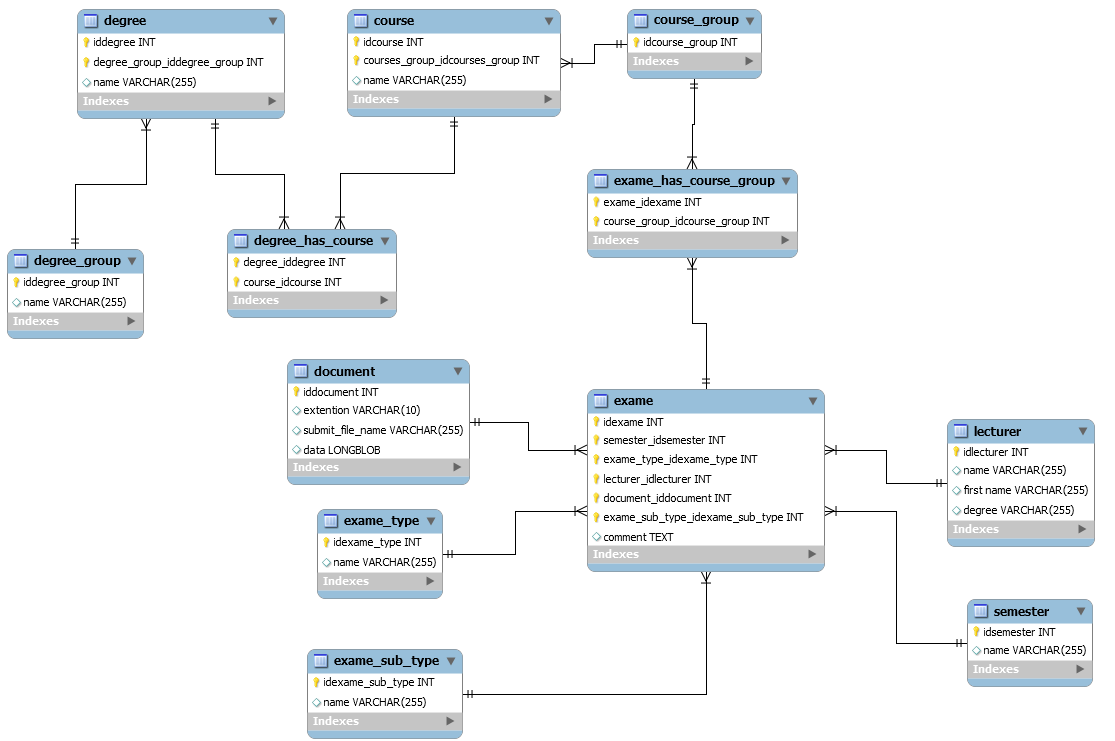 degree
iddegree INT
degree_group_iddegree_group INT
name VARCHAR(255)
Indexes
course
idcourse INT
courses_group_idcourses_group INT
name VARCHAR(255)
Indexes
course_group
idcourse_group INT
Indexes
exame_has_course_group
exame_idexame INT
course_group_idcourse_group INT
Indexes
degree_has_course
degree_iddegree INT
course_idcourse INT
Indexes
degree_group
iddegree_group INT
name VARCHAR(255)
Indexes
document
iddocument INT
extention VARCHAR(10)
submit_file_name VARCHAR(255)
data LONGBLOB
Indexes
exame
idexame INT
semester_idsemester INT
exame_type_idexame_type INT
lecturer_idlecturer INT
document_iddocument INT
exame_sub_type_idexame_sub_type INT
comment TEXT
Indexes
lecturer
idlecturer INT
name VARCHAR(255)
first name VARCHAR(255)
degree VARCHAR(255)
Indexes
exame_type
idexame_type INT
name VARCHAR(255)
Indexes
semester
idsemester INT
name VARCHAR(255)
Indexes
exame_sub_type
idexame_sub_type INT
name VARCHAR(255)
Indexes